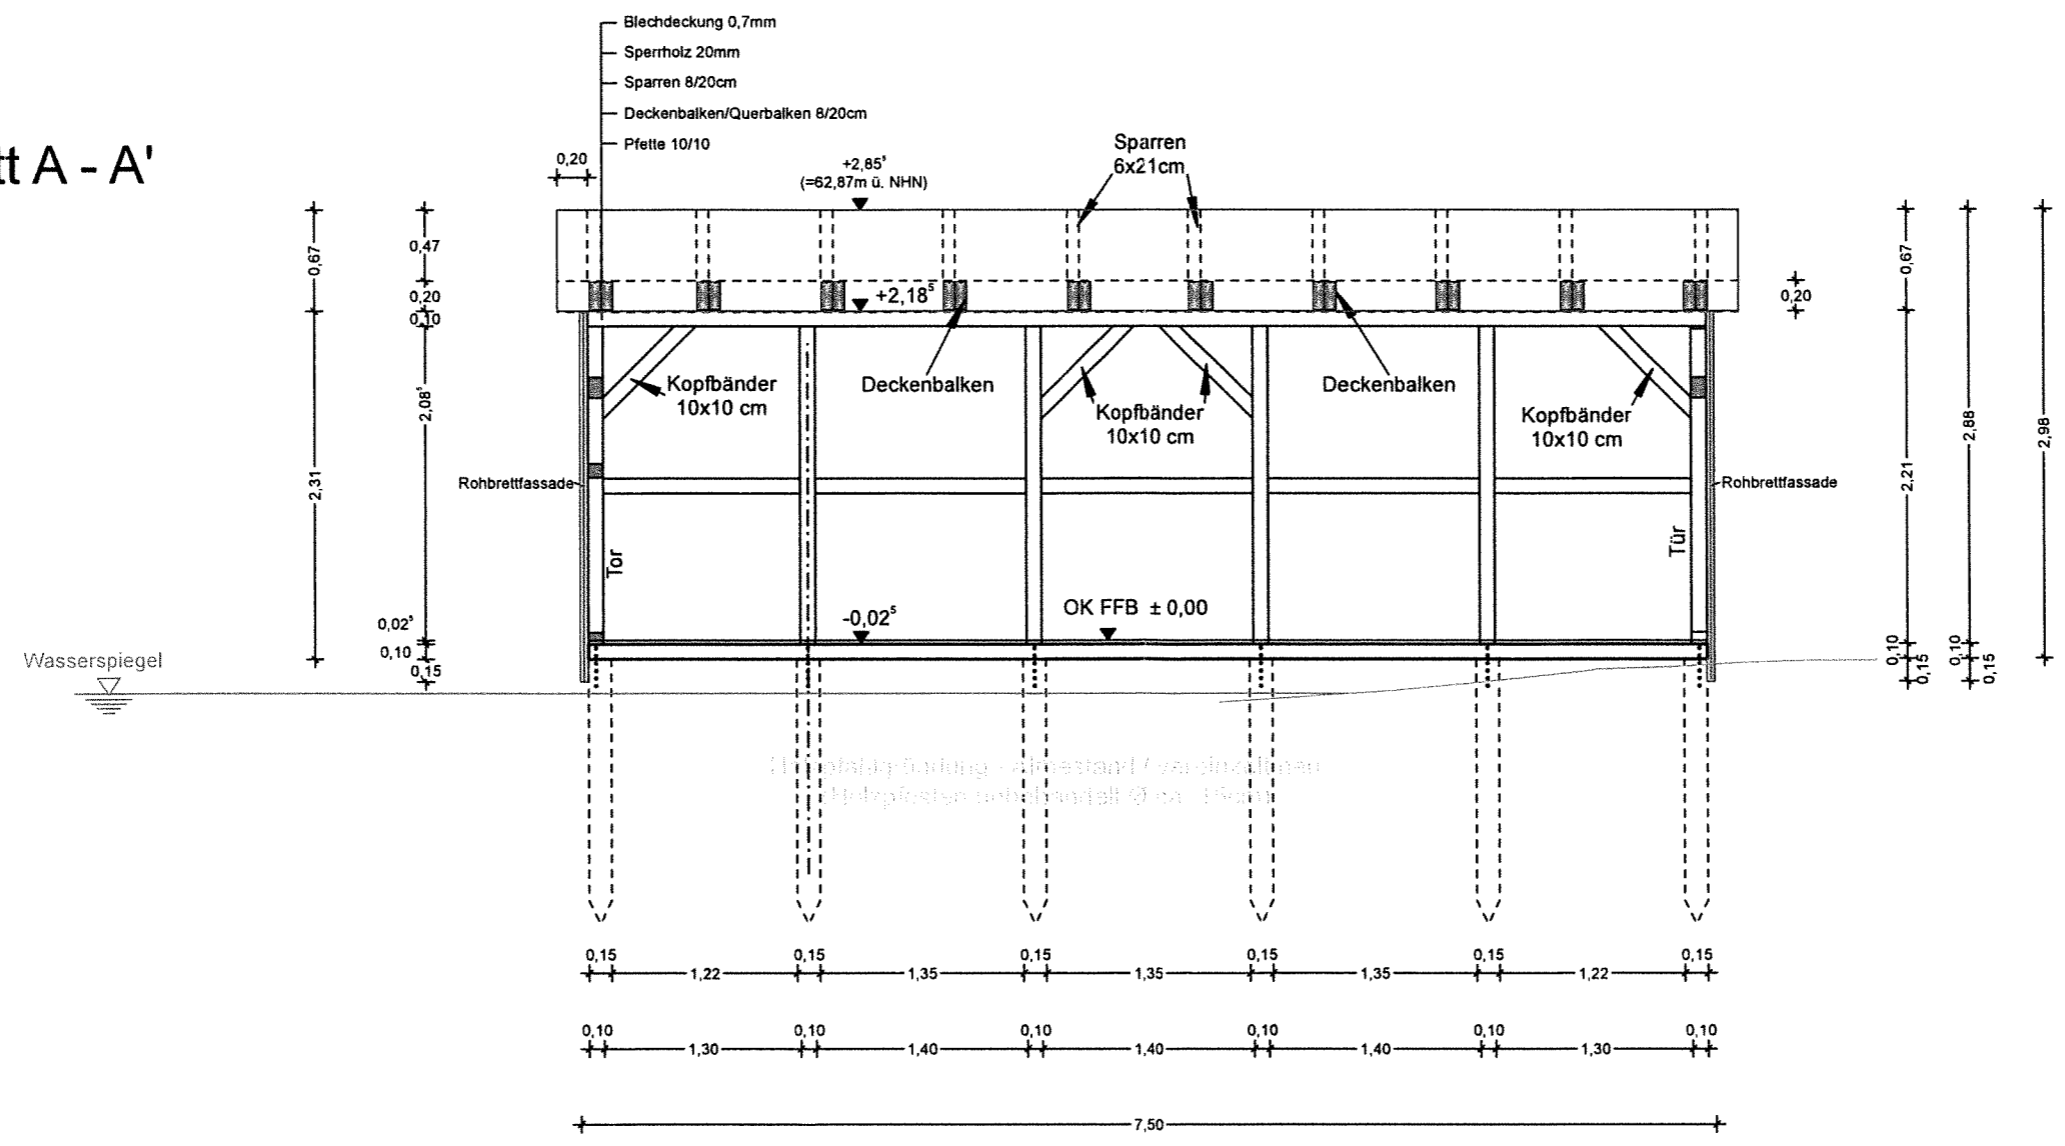 Blechdeckung 0,7mm
Sperrholz 20mm
Sparren 8/20cm
Deckenbalken/Querbalken 8/20cm
Pfette 10/10
tt A - A'
0,20
+2,85⁵
(=62,87m ü. NHN)
Sparren
6x21cm
0,67
0,47
0,20
0,10
2,08⁵
2,31
0,02⁵
0,10
0,15
+2,18⁵
Kopfbänder
10x10 cm
Deckenbalken
Kopfbänder
10x10 cm
Deckenbalken
Kopfbänder
10x10 cm
Rohbrettfassade
Rohbrettfassade
Tor
Tür
-0,02⁵
OK FFB ± 0,00
Wasserspiegel
0,20
0,67
2,21
0,10
0,15
2,88
0,10
0,15
2,98
0,15 0,15 0,15 0,15 0,15 0,15
1,22 1,35 1,35 1,35 1,22
0,10 0,10 0,10 0,10 0,10 0,10
1,30 1,40 1,40 1,40 1,30
7,50